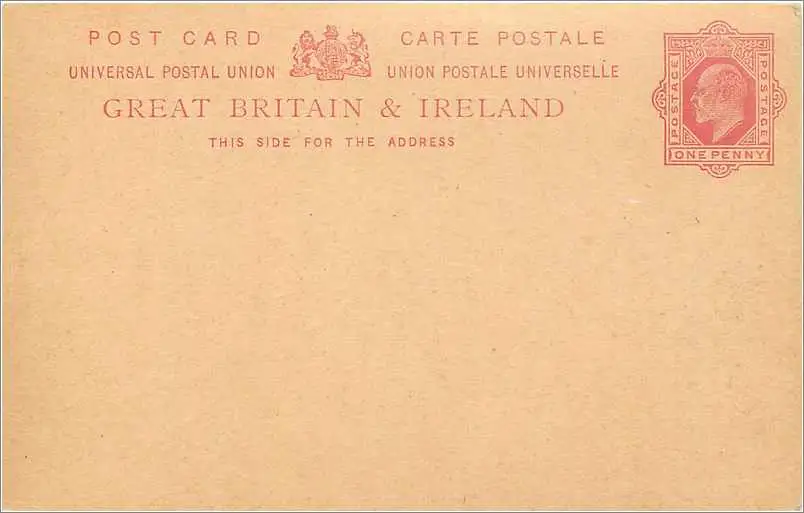 POST CARD CARTE POSTALE
UNIVERSAL POSTAL UNION UNION POSTALE UNIVERSELLE
GREAT BRITAIN & IRELAND
THIS SIDE FOR THE ADDRESS
POSTAGE POSTAGE
ONE PENNY